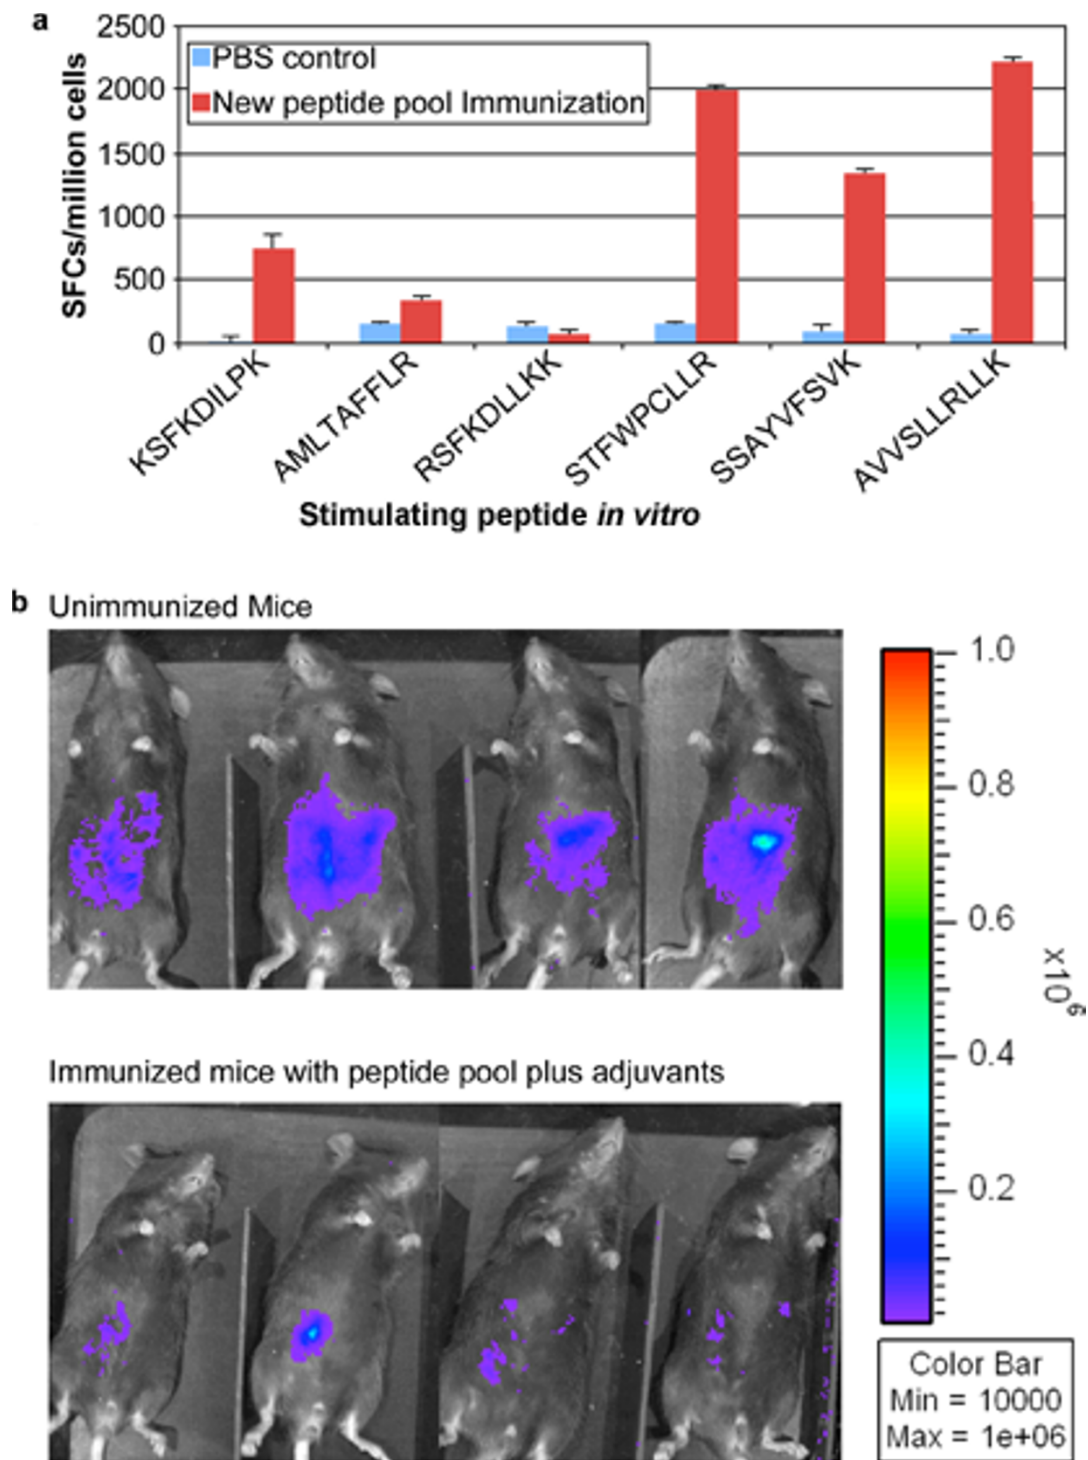 a
2500
2000
1500
1000
500
0
SFCs/million cells
PBS control
New peptide pool Immunization
KSFKDILPK
AMLTAFFLR
RSFKDLLKK
STFWPCLLR
SSAYVFSVK
AVVSLLRLLK
Stimulating peptide in vitro
b
Unimmunized Mice
1.0
0.8
0.6
0.4
0.2
x10⁶
Immunized mice with peptide pool plus adjuvants
Color Bar
Min = 10000
Max = 1e+06